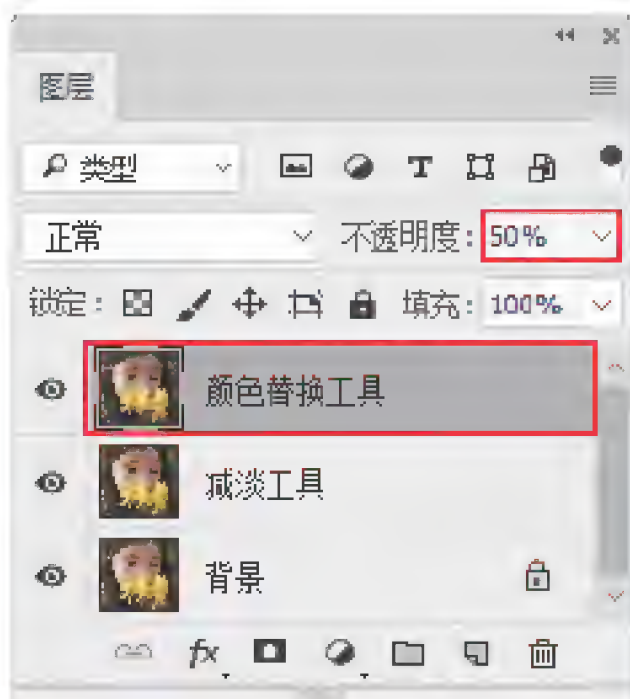 图层
类型
正常 不透明度: 50%
锁定: 填充: 100%
颜色替换工具
减淡工具
背景
fx